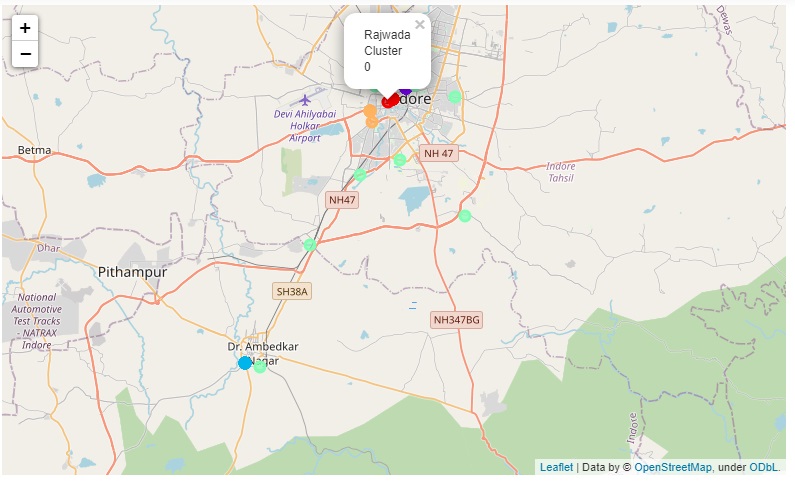 +
−
×
Rajwada
Cluster
0
Dewas
dore
Devi Ahilyabai
Holkar
Airport
Betma
NH 47
Indore
Tahsil
NH47
Dhar
Pithampur
SH38A
National
Automotive
Test Tracks
- NATRAX
Indore
NH347BG
Dr. Ambedkar
Nagar
Indore
Leaflet | Data by © OpenStreetMap, under ODbL.